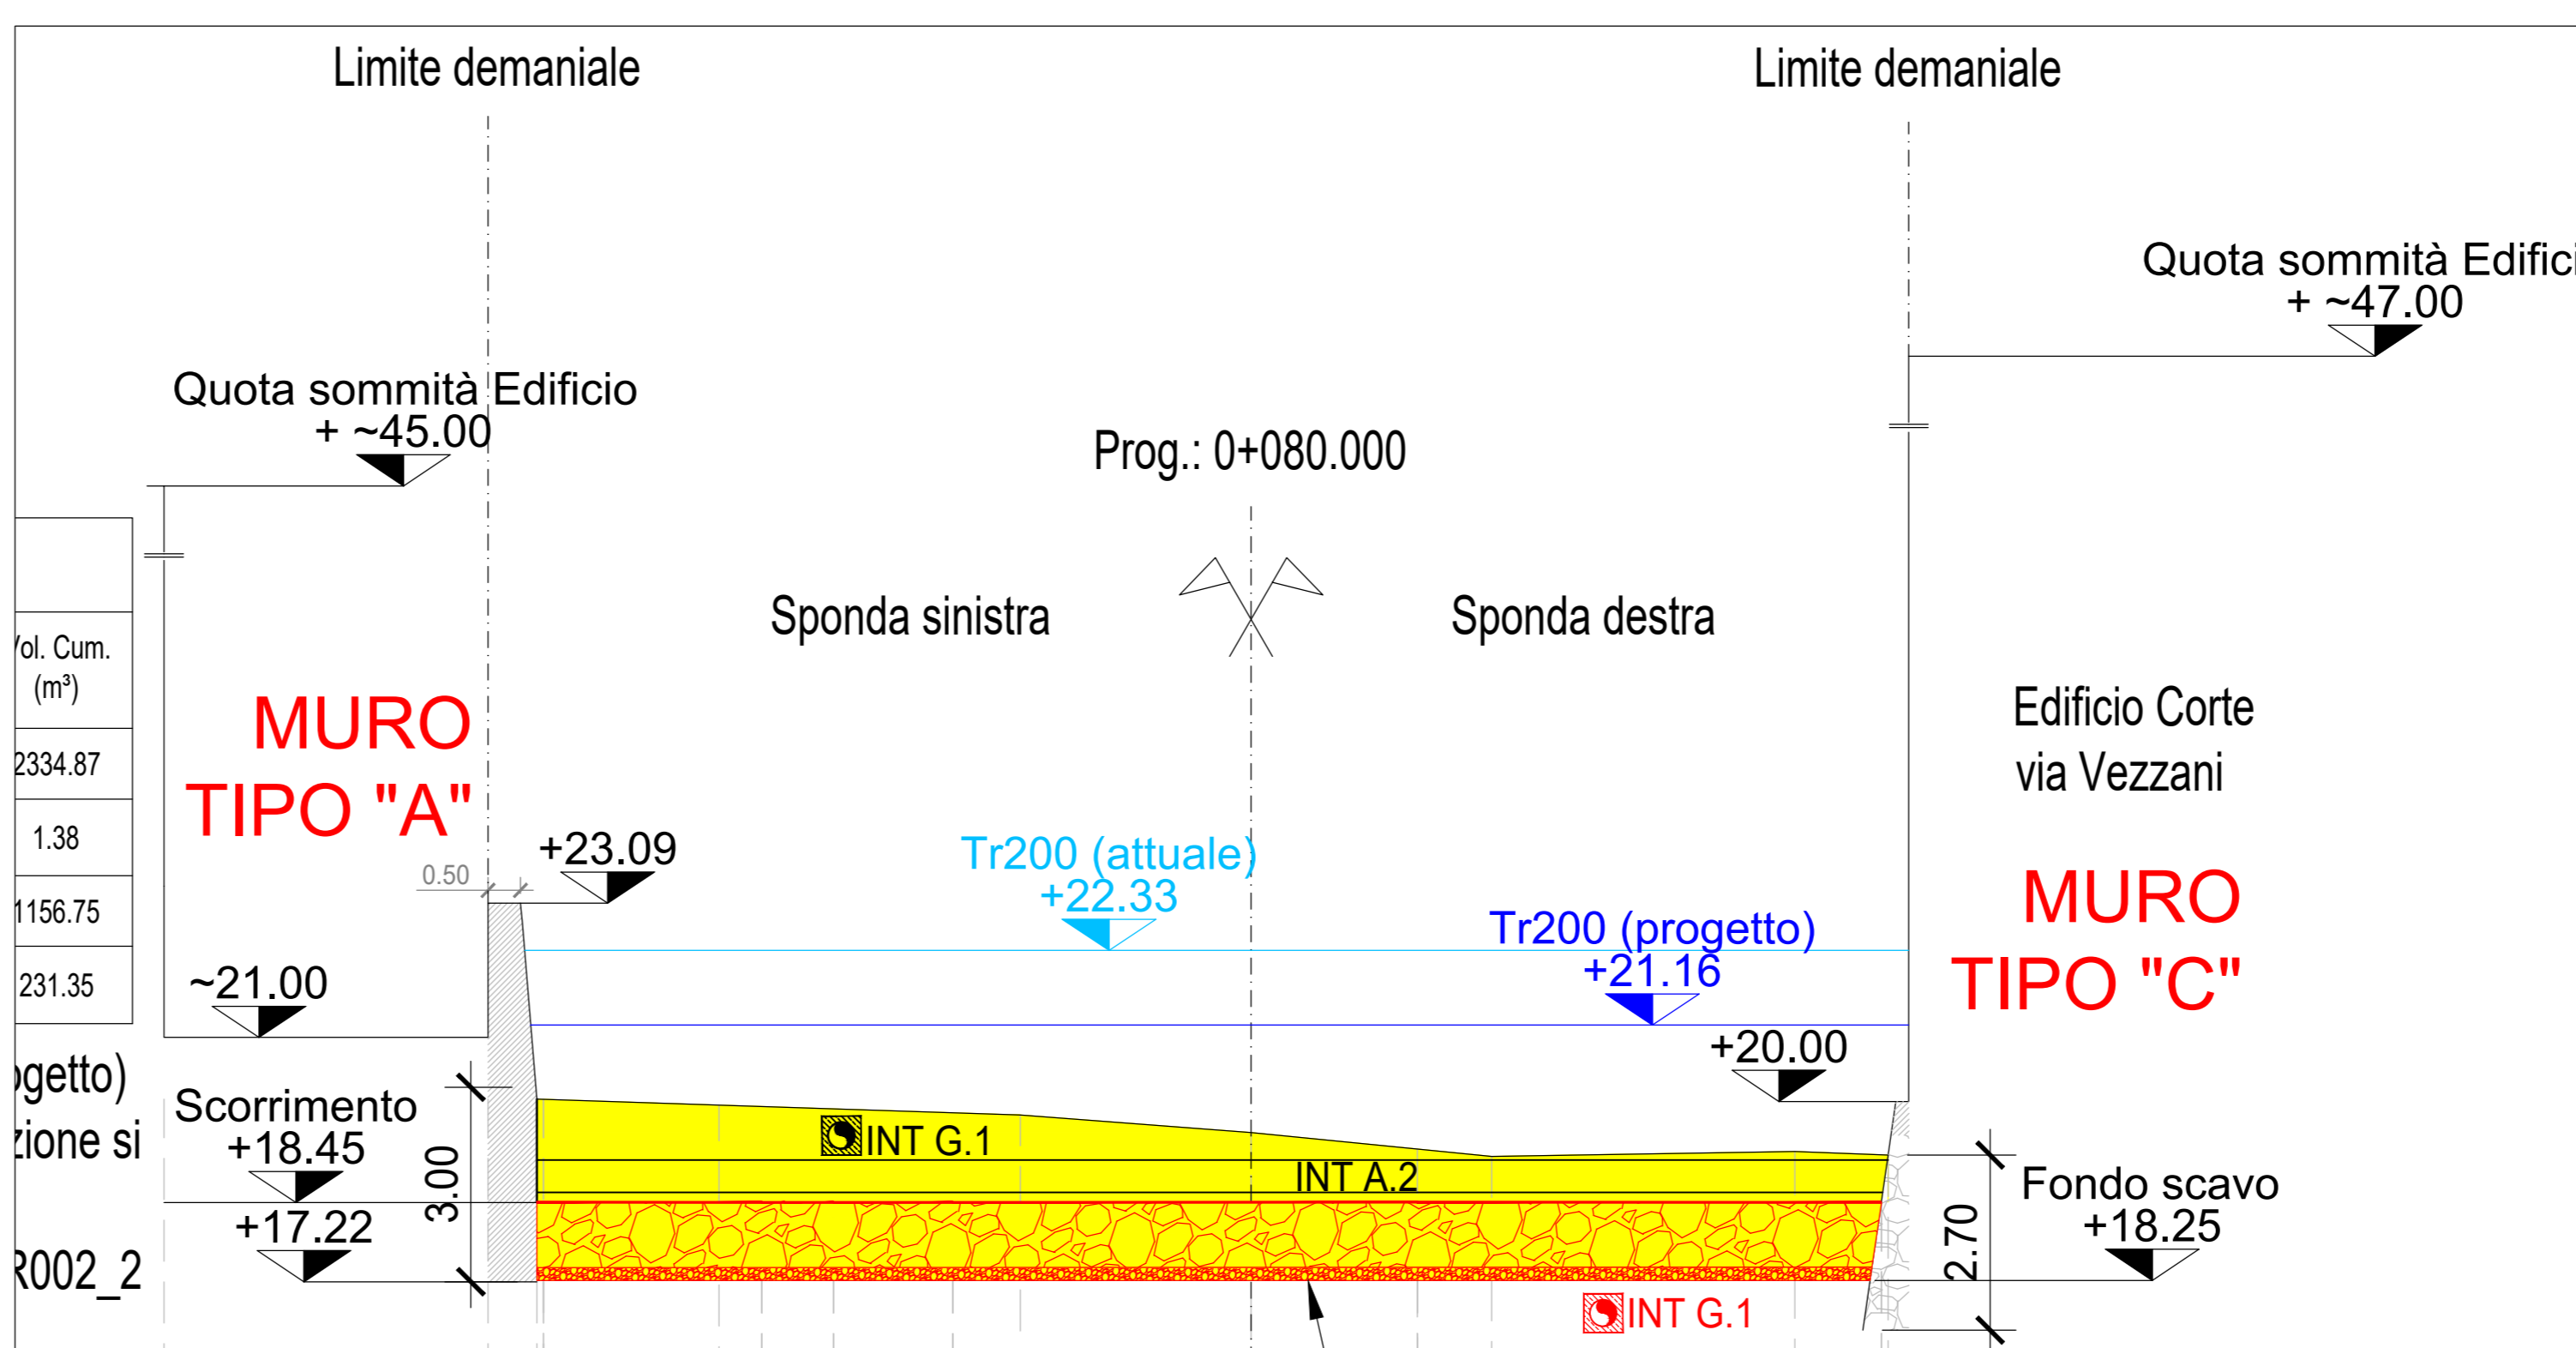 Limite demaniale
Limite demaniale
Quota sommità Edifici
+ ~47.00
Quota sommità Edificio
+ ~45.00
Prog.: 0+080.000
Sponda sinistra
Sponda destra
Vol. Cum.
(m³)
2334.87
1.38
1156.75
231.35
MURO
TIPO "A"
Edificio Corte
via Vezzani
MURO
TIPO "C"
0.50
+23.09
Tr200 (attuale)
+22.33
Tr200 (progetto)
+21.16
~21.00
+20.00
ogetto)
zione si
R002_2
Scorrimento
+18.45
+17.22
3.00
INT G.1
INT A.2
Fondo scavo
+18.25
2.70
INT G.1